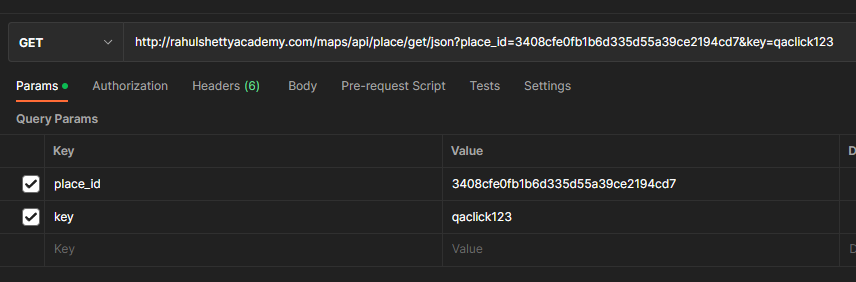 GET http://rahulshettyacademy.com/maps/api/place/get/json?place_id=3408cfe0fb1b6d335d55a39ce2194cd7&key=qaclick123
Params Authorization Headers (6) Body Pre-request Script Tests Settings
Query Params
Key Value D
place_id 3408cfe0fb1b6d335d55a39ce2194cd7
key qaclick123
Key Value D